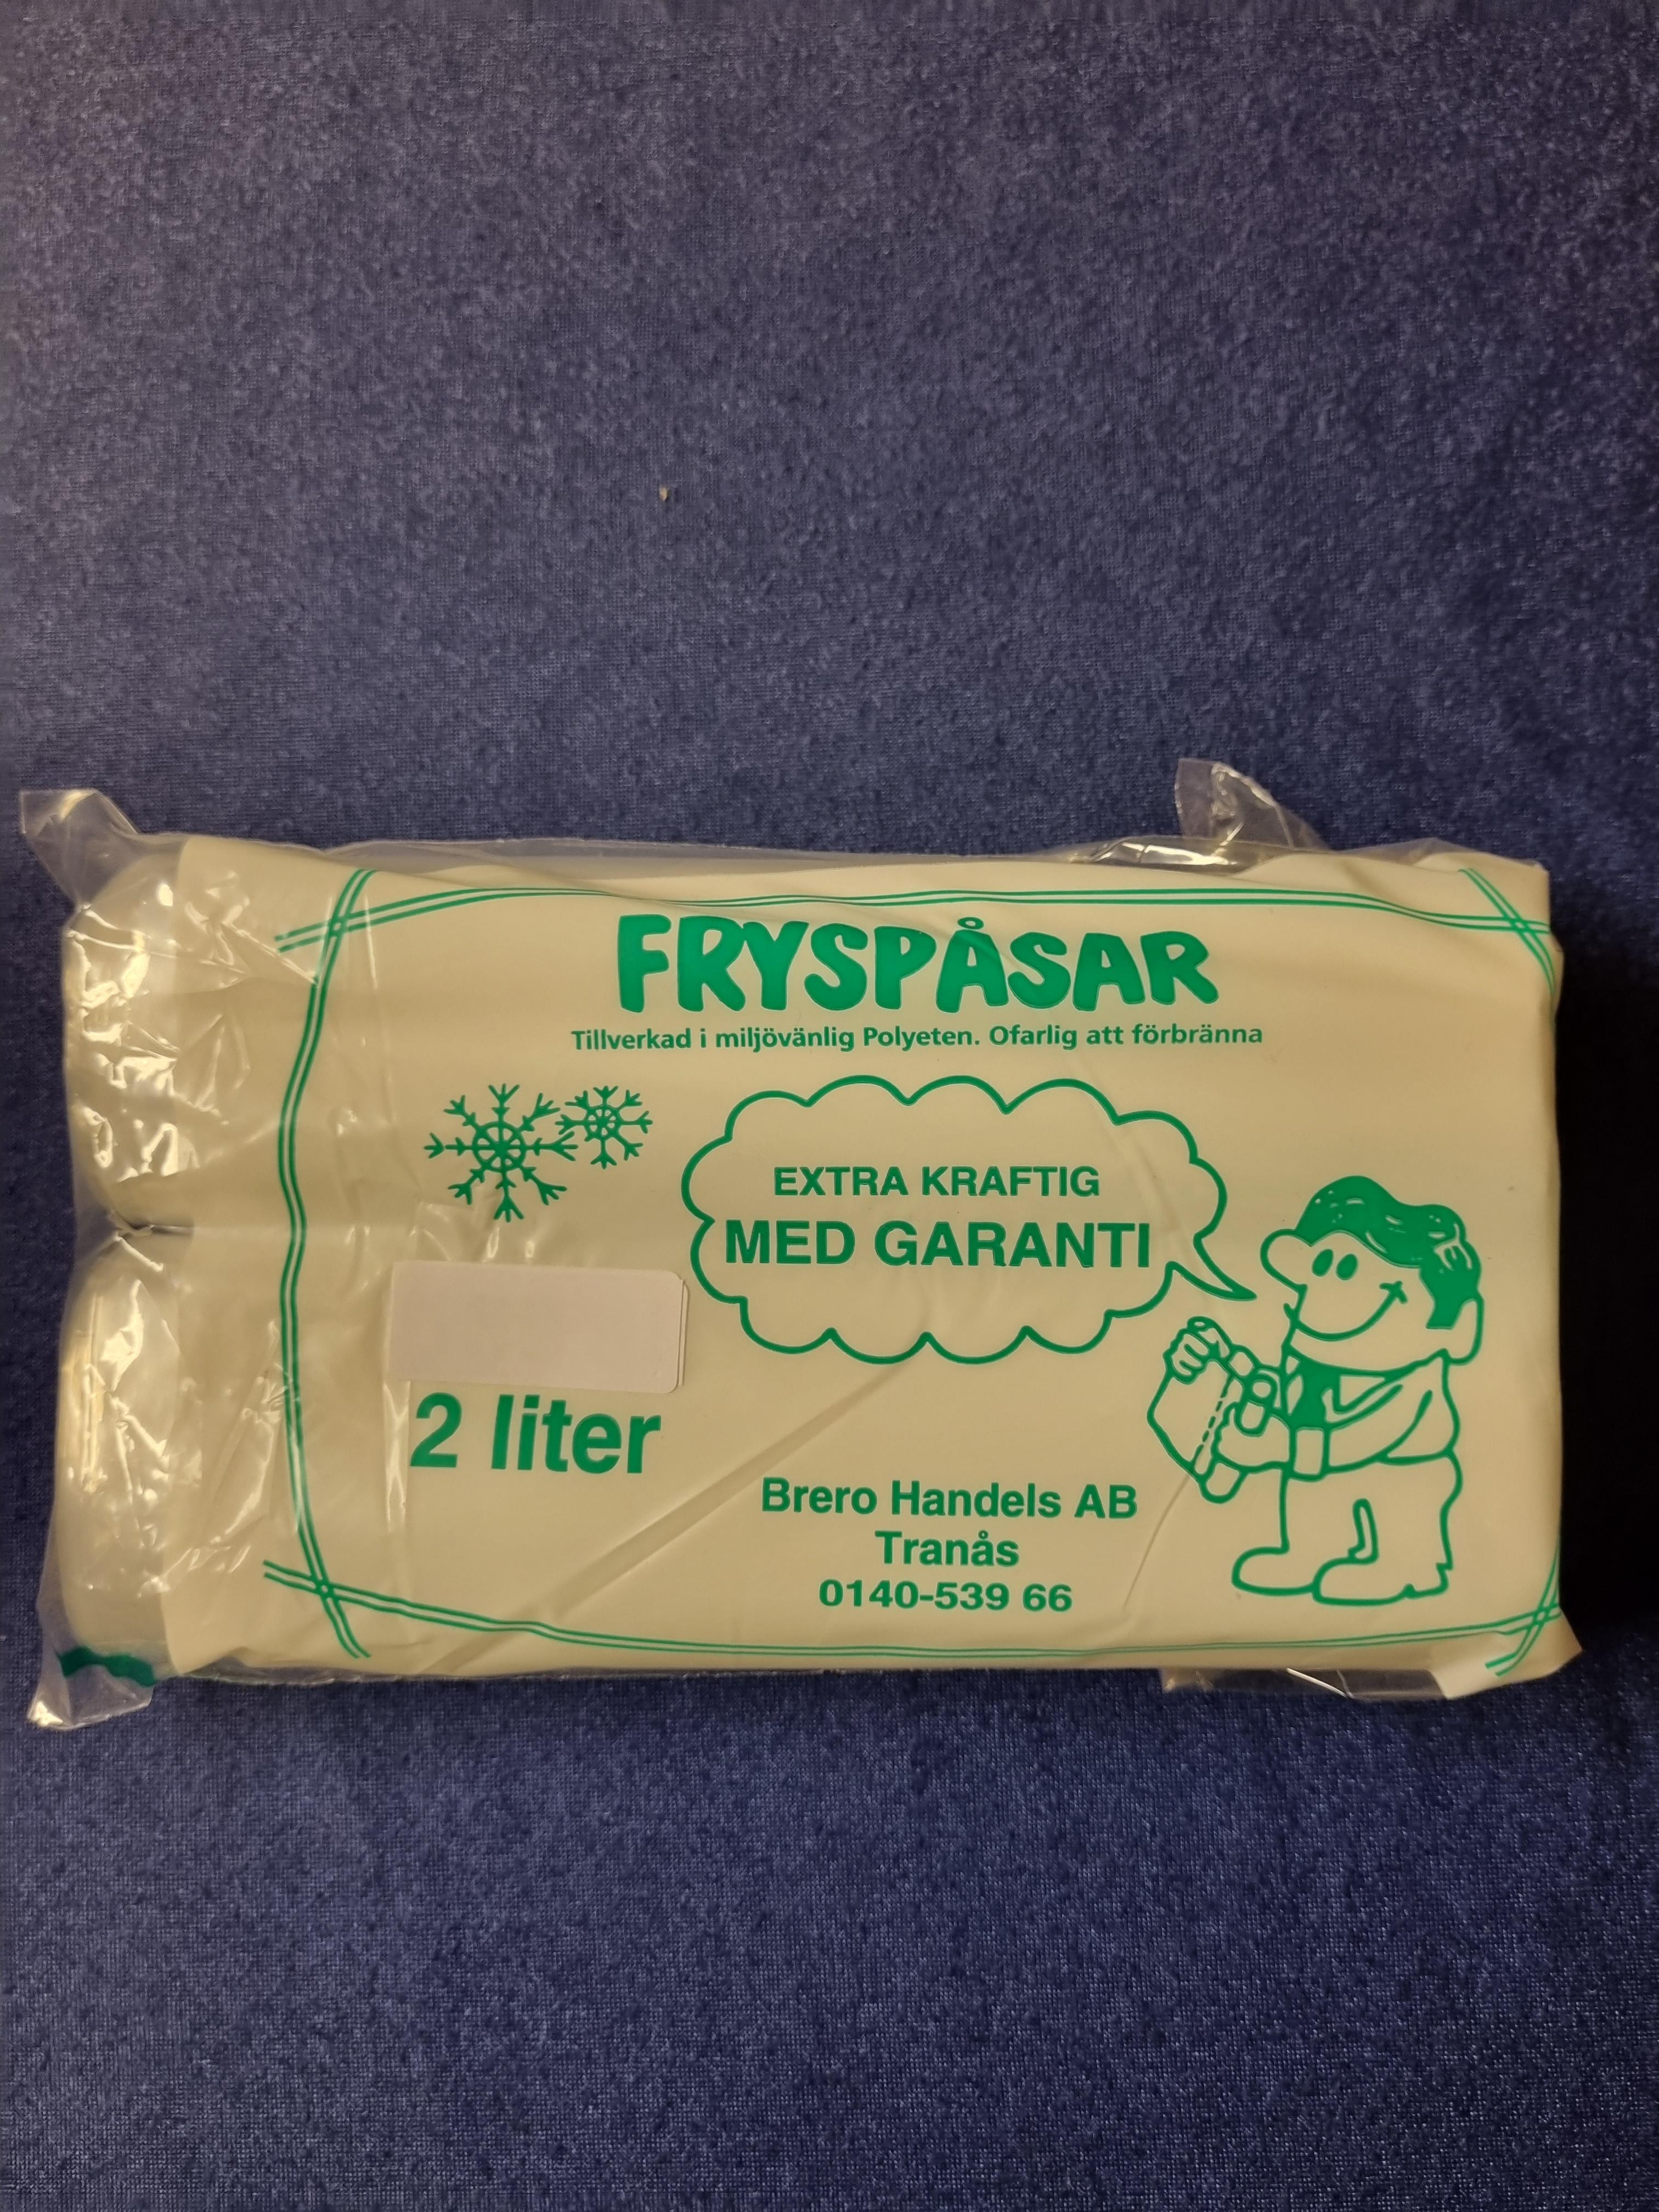 FRYSPÅSAR
Tillverkad i miljövänlig Polyeten. Ofarlig att förbränna
EXTRA KRAFTIG
MED GARANTI
2 liter
Brero Handels AB
Tranås
0140-539 66